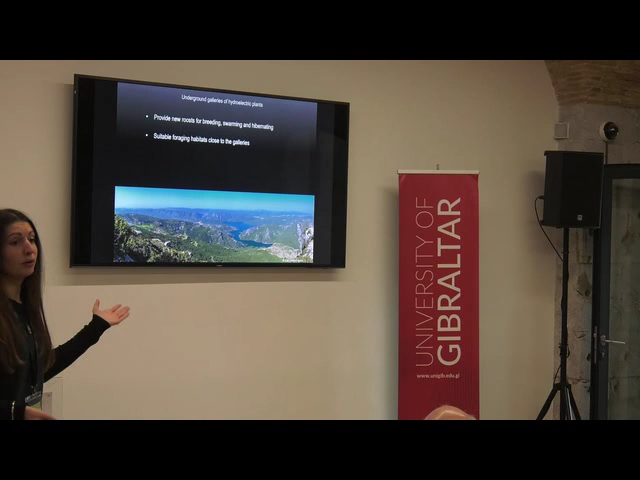 Underground galleries of hydroelectric plants
• Provide new roosts for breeding, swarming and hibernating
• Suitable foraging habitats close to the galleries
UNIVERSITY OF
GIBRALTAR
www.unigib.edu.gi